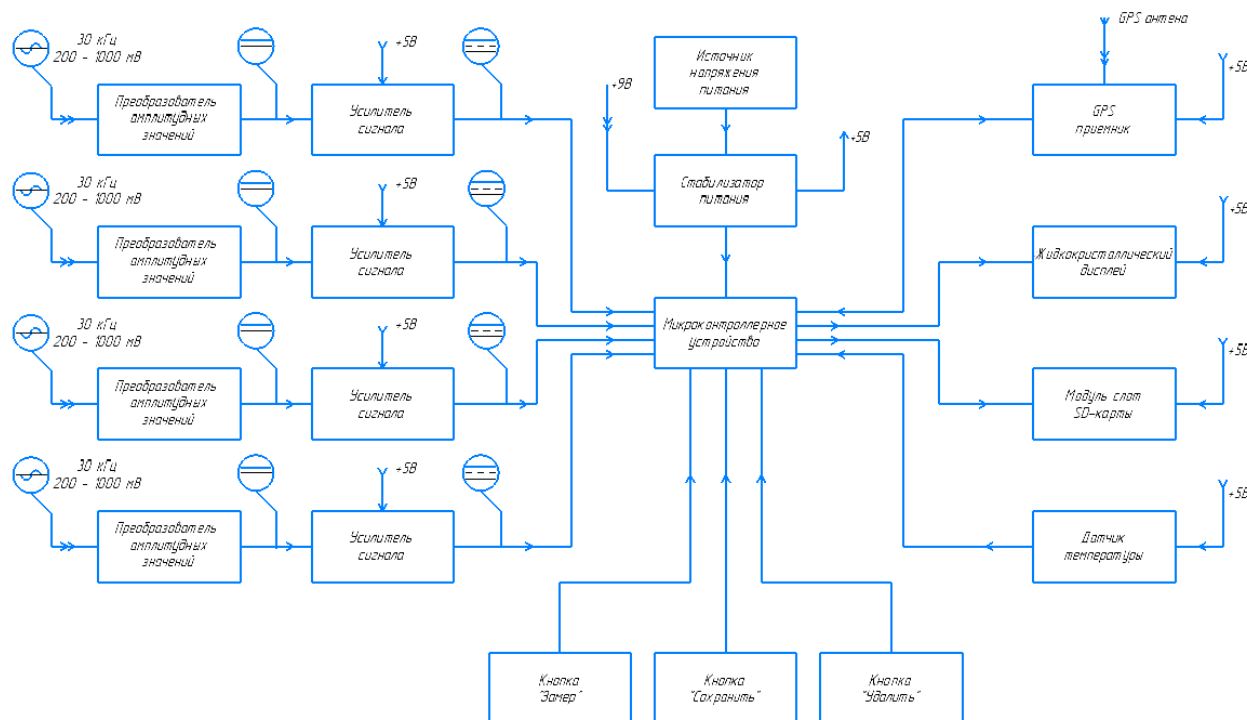 30 кГц
200 - 1000 мВ
Преобразователь
амплитудных
значений
+5В
Усилитель
сигнала
30 кГц
200 - 1000 мВ
Преобразователь
амплитудных
значений
+5В
Усилитель
сигнала
30 кГц
200 - 1000 мВ
Преобразователь
амплитудных
значений
+5В
Усилитель
сигнала
30 кГц
200 - 1000 мВ
Преобразователь
амплитудных
значений
+5В
Усилитель
сигнала
Источник
напряжения
питания
+9В
Стабилизатор
питания
+5В
Микроконтроллерное
устройство
GPS антена
+5В
GPS
приемник
+5В
Жидкокристаллический
дисплей
+5В
Модуль слот
SD-карты
+5В
Датчик
температуры
Кнопка
"Замер"
Кнопка
"Сохранить"
Кнопка
"Удалить"